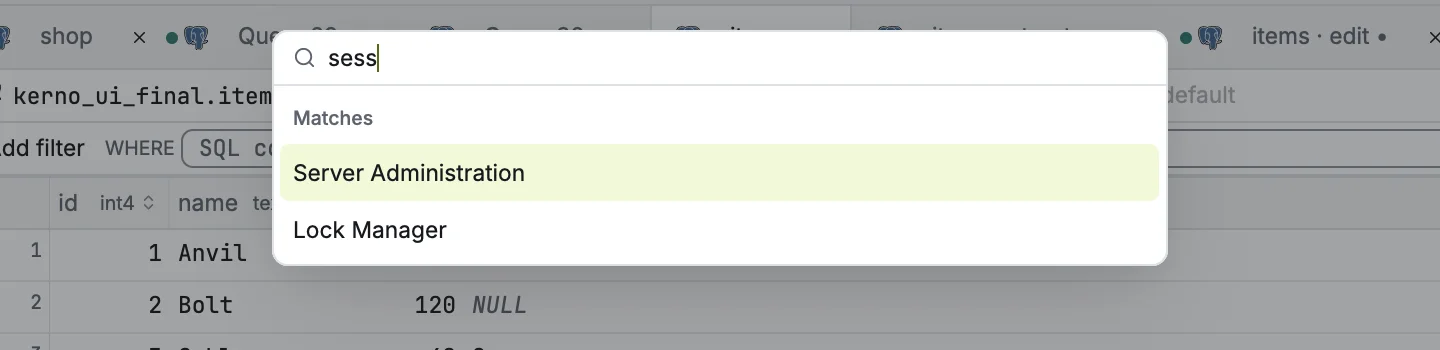 shop × Que items · edit • ×
sess
kerno_ui_final.item default
Matches
dd filter WHERE SQL co
Server Administration
id int4 name te
Lock Manager
1 1 Anvil
2 2 Bolt 120 NULL